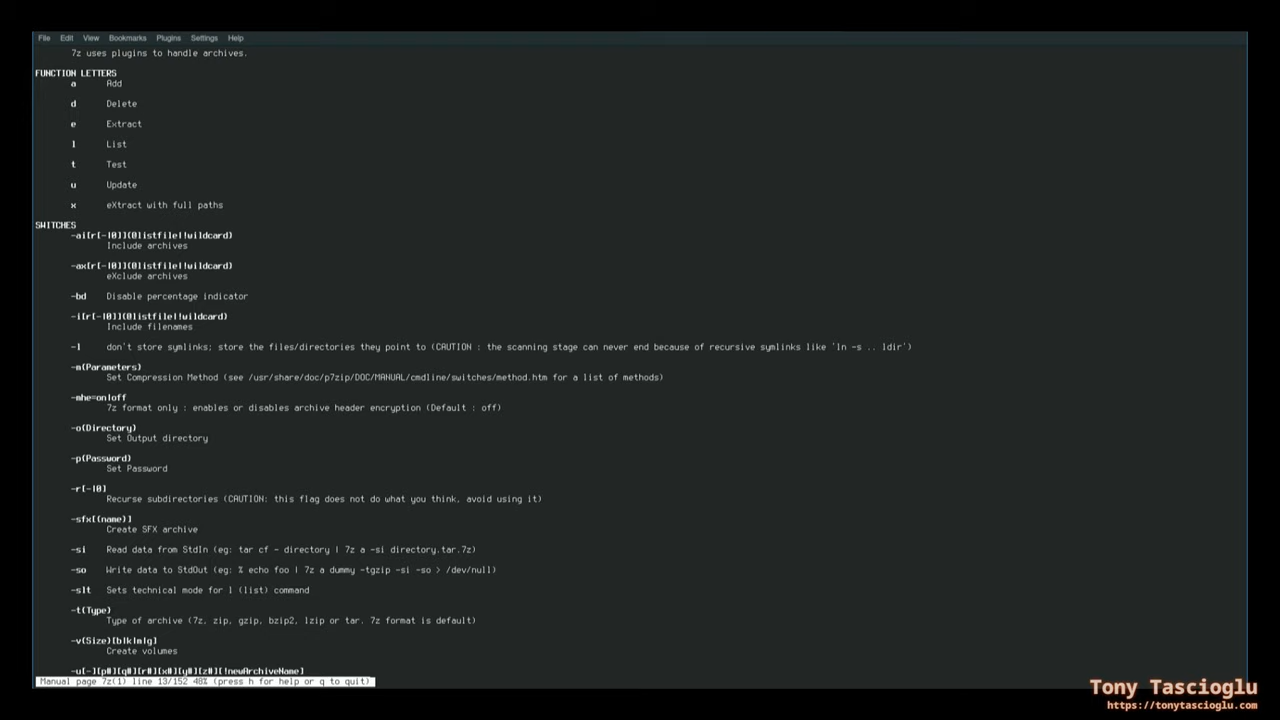 File Edit View Bookmarks Plugins Settings Help
7z uses plugins to handle archives.
FUNCTION LETTERS
a Add
d Delete
e Extract
l List
t Test
u Update
x eXtract with full paths
SWITCHES
-ai[r[-|0]]{@listfile|!wildcard}
Include archives
-ax[r[-|0]]{@listfile|!wildcard}
eXclude archives
-bd Disable percentage indicator
-i[r[-|0]]{@listfile|!wildcard}
Include filenames
-l don't store symlinks; store the files/directories they point to (CAUTION : the scanning stage can never end because of recursive symlinks like 'ln -s .. ldir')
-m{Parameters}
Set Compression Method (see /usr/share/doc/p7zip/DOC/MANUAL/cmdline/switches/method.htm for a list of methods)
-mhe=on|off
7z format only : enables or disables archive header encryption (Default : off)
-o{Directory}
Set Output directory
-p{Password}
Set Password
-r[-|0]
Recurse subdirectories (CAUTION: this flag does not do what you think, avoid using it)
-sfx[{name}]
Create SFX archive
-si Read data from StdIn (eg: tar cf - directory | 7z a -si directory.tar.7z)
-so Write data to StdOut (eg: % echo foo | 7z a dummy -tgzip -si -so > /dev/null)
-slt Sets technical mode for l (list) command
-t{Type}
Type of archive (7z, zip, gzip, bzip2, lzip or tar. 7z format is default)
-v{Size}[b|k|m|g]
Create volumes
-u[-][p#][q#][r#][x#][y#][z#][!newArchiveName]
Manual page 7z(1) line 13/152 48% (press h for help or q to quit)
Tony Tascioglu
https://tonytascioglu.com